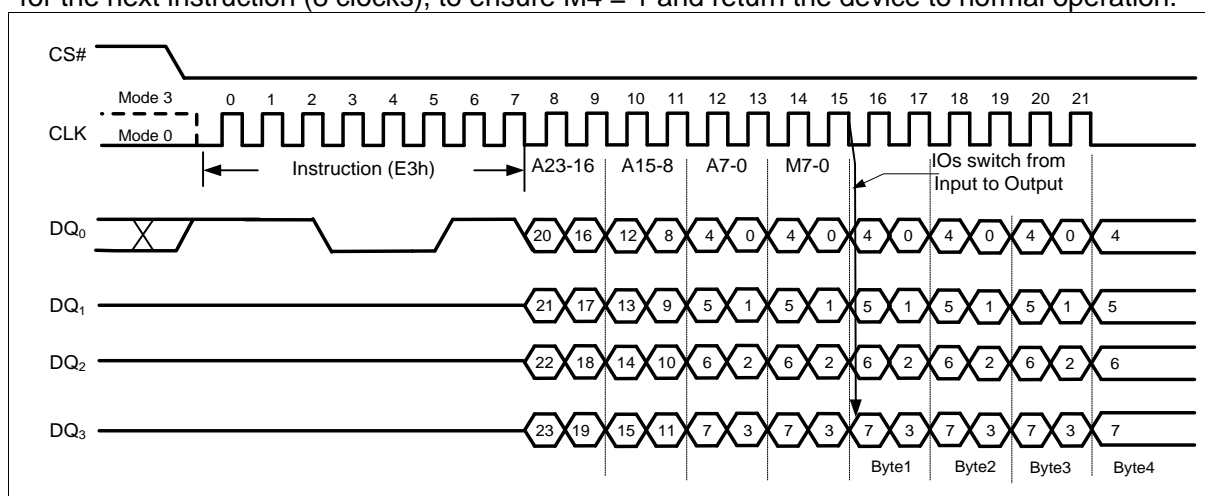 for the next instruction (8 clocks), to ensure M4 = 1 and return the device to normal operation.
CS#
Mode 3
0 1 2 3 4 5 6 7 8 9 10 11 12 13 14 15 16 17 18 19 20 21
CLK
Mode 0
Instruction (E3h)
A23-16 A15-8 A7-0 M7-0
IOs switch from
Input to Output
DQ0
20 16 12 8 4 0 4 0 4 0 4 0 4 0 4
DQ1
21 17 13 9 5 1 5 1 5 1 5 1 5 1 5
DQ2
22 18 14 10 6 2 6 2 6 2 6 2 6 2 6
DQ3
23 19 15 11 7 3 7 3 7 3 7 3 7 3 7
Byte1 Byte2 Byte3 Byte4